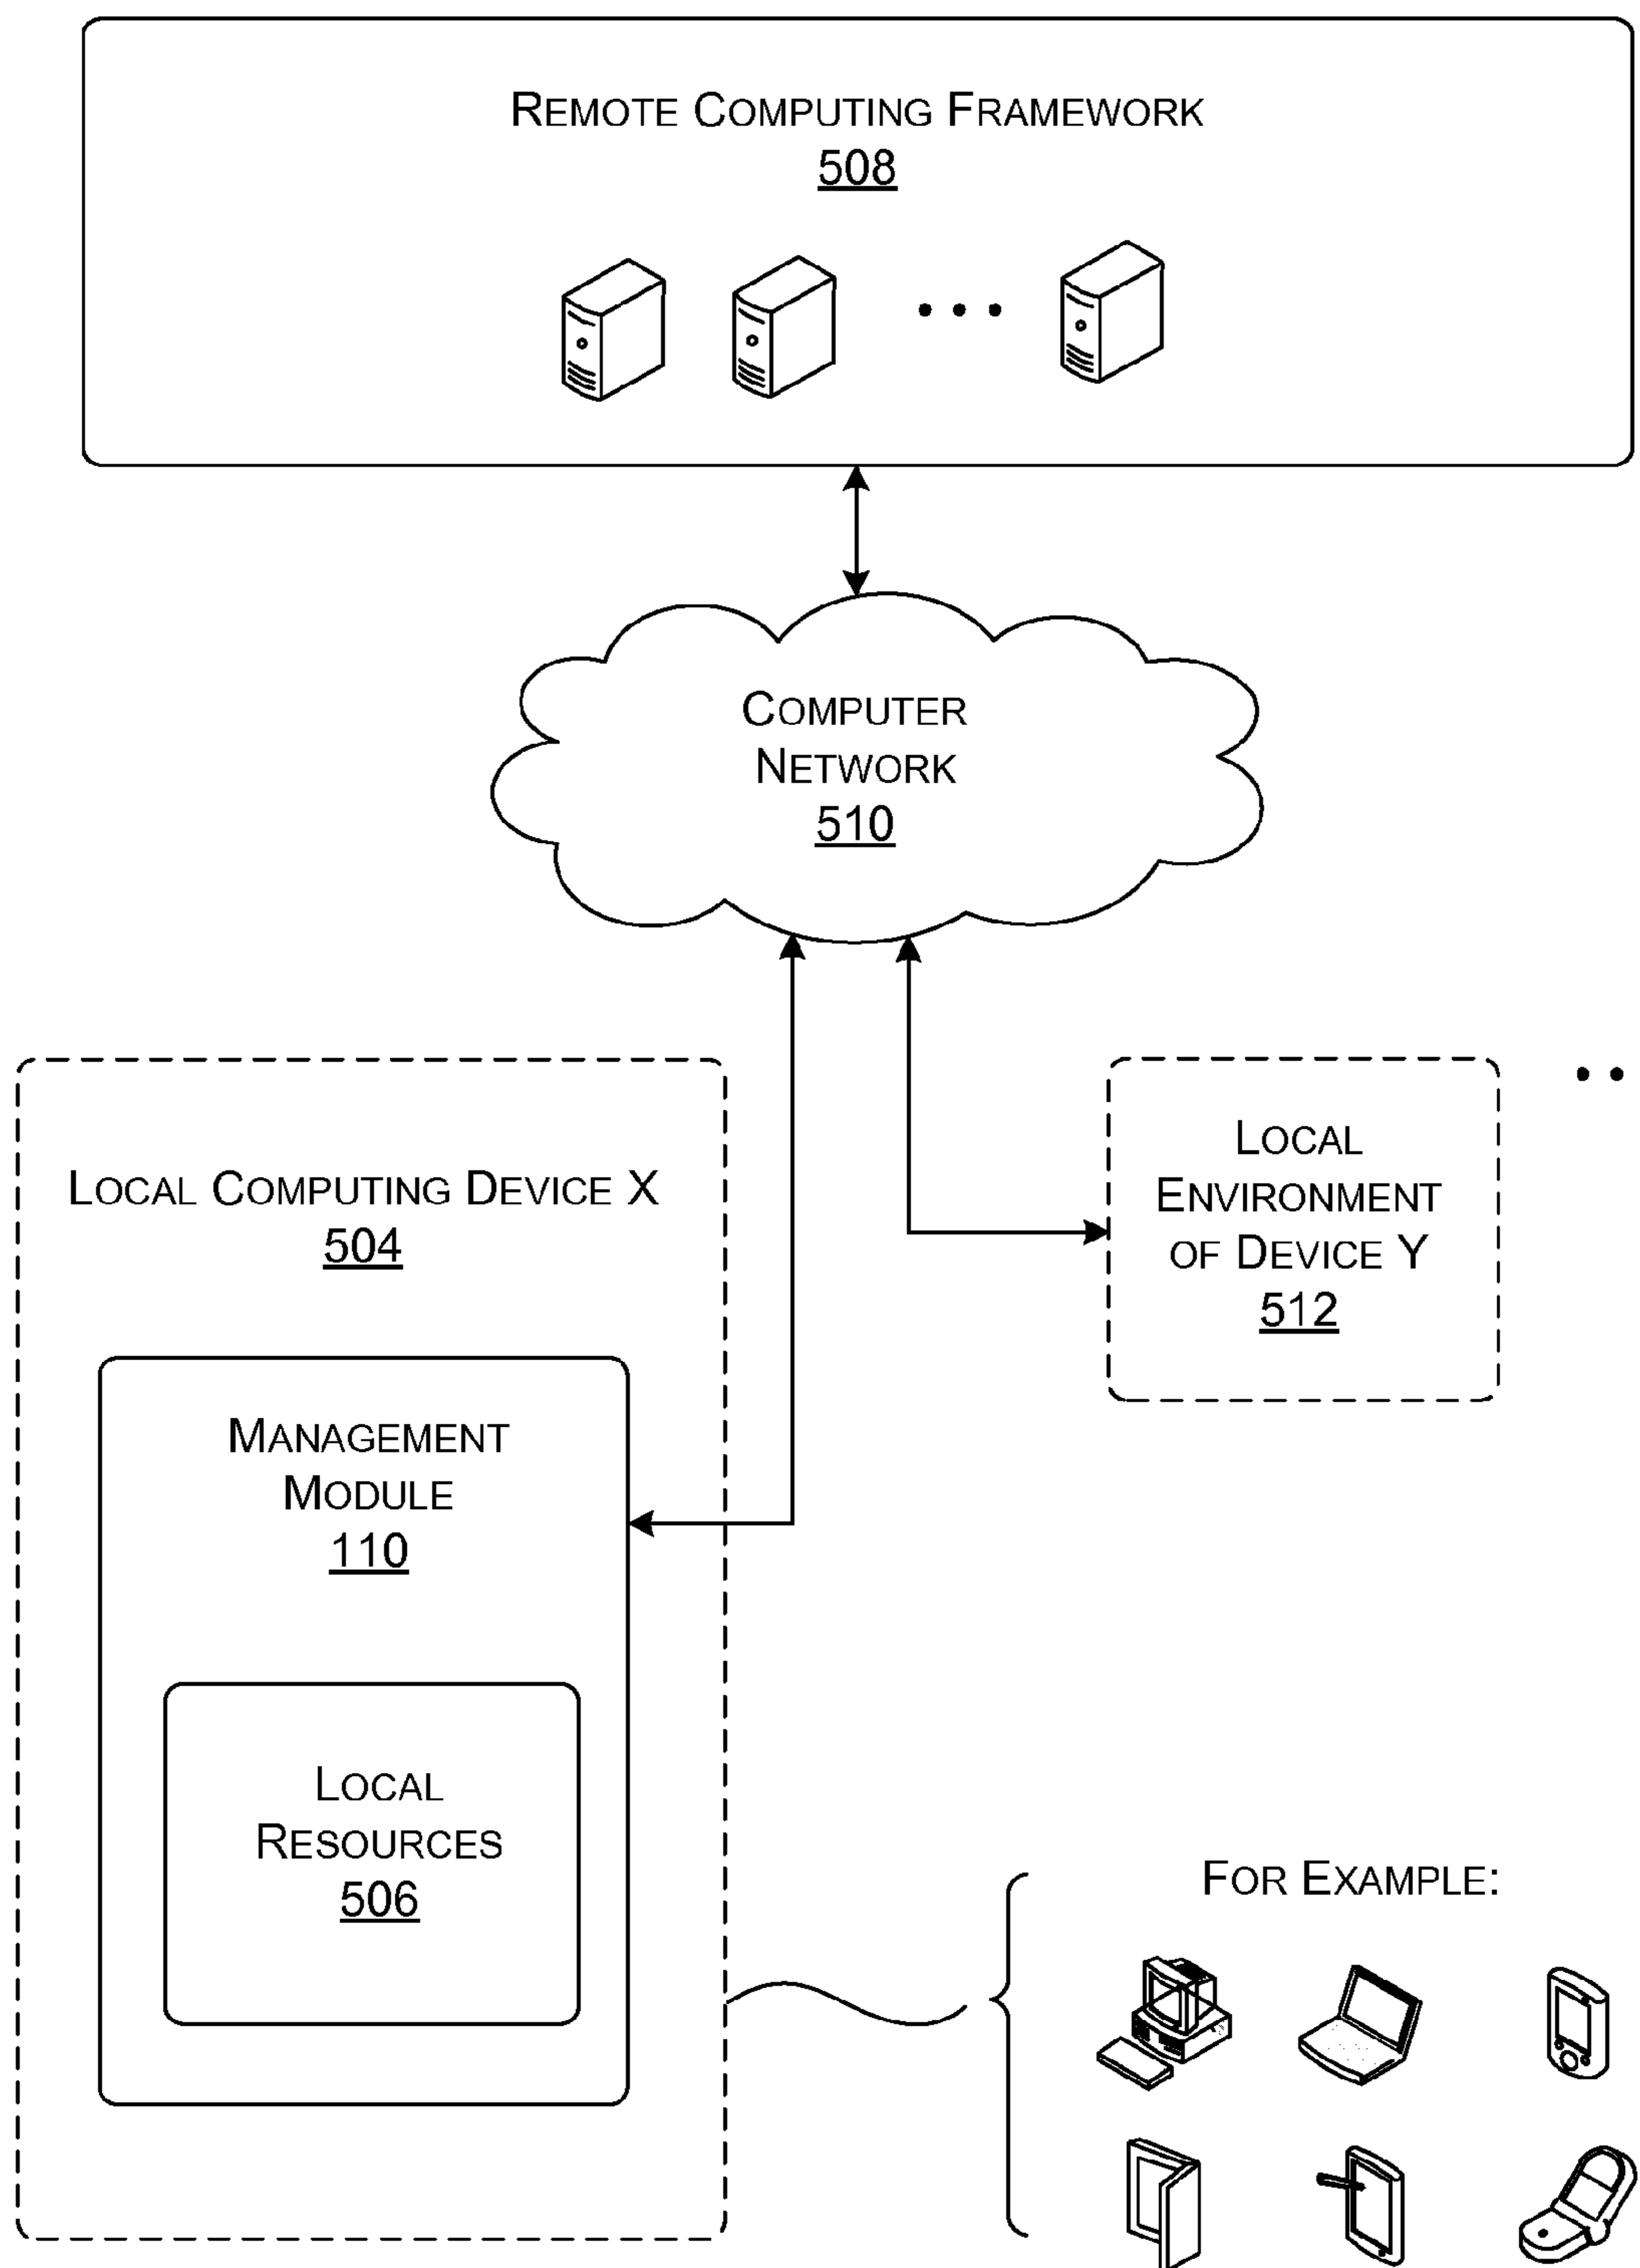 REMOTE COMPUTING FRAMEWORK
508
COMPUTER
NETWORK
510
LOCAL COMPUTING DEVICE X
504
LOCAL
ENVIRONMENT
OF DEVICE Y
512
MANAGEMENT
MODULE
110
LOCAL
RESOURCES
506
FOR EXAMPLE: